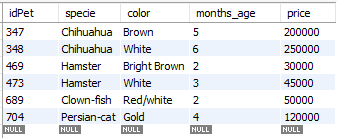 idPet specie color months_age price
347 Chihuahua Brown 5 200000
348 Chihuahua White 6 250000
469 Hamster Bright Brown 2 30000
473 Hamster White 3 45000
689 Clown-fish Red/white 2 50000
704 Persian-cat Gold 4 120000
NULL NULL NULL NULL NULL